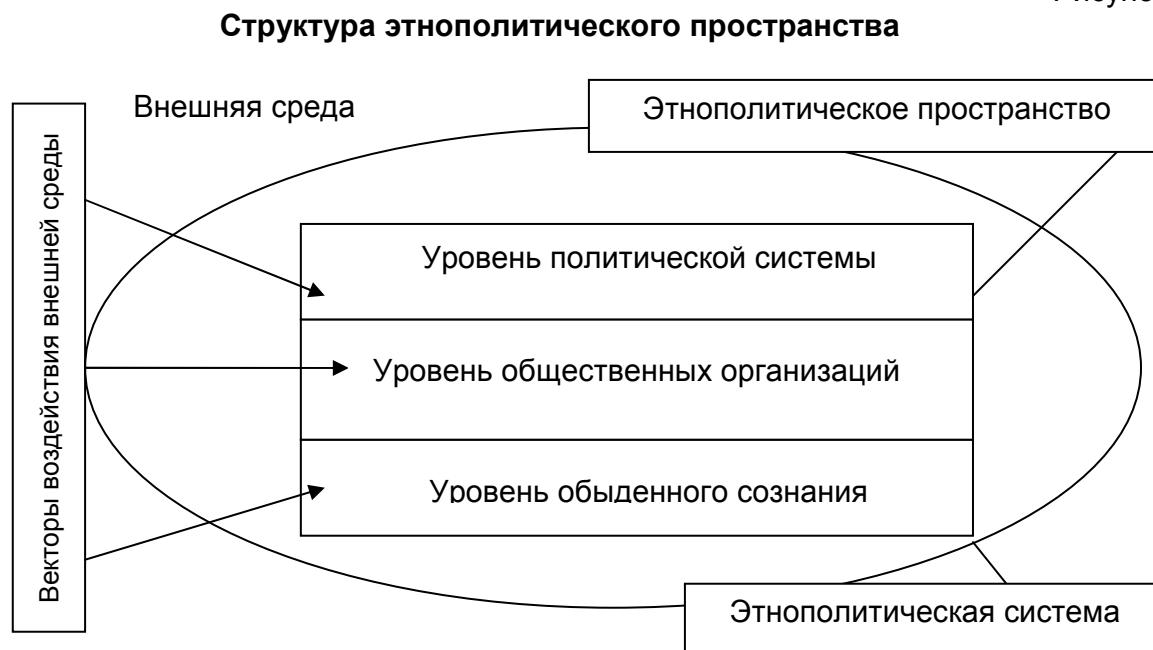 Структура этнополитического пространства
Внешняя среда
Этнополитическое пространство
Векторы воздействия внешней среды
Уровень политической системы
Уровень общественных организаций
Уровень обыденного сознания
Этнополитическая система